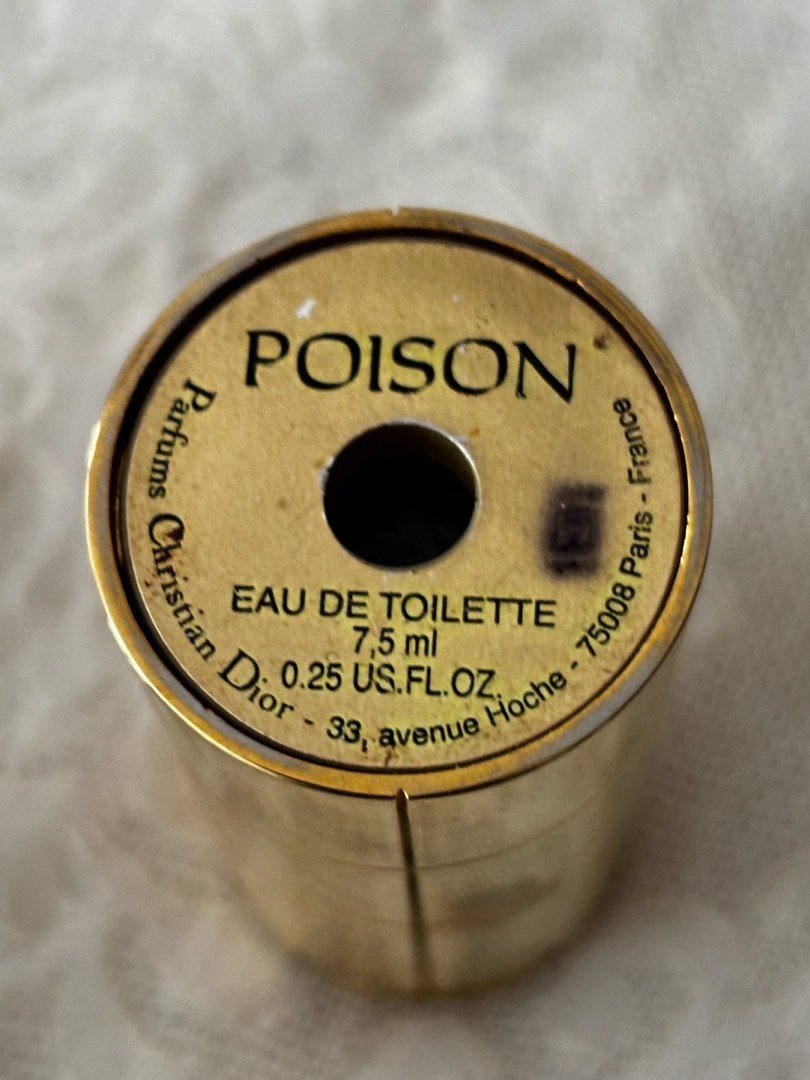 POISON
EAU DE TOILETTE
7,5 ml
0.25 US.FL.OZ.
Parfums Christian Dior - 33, avenue Hoche - 75008 Paris - France